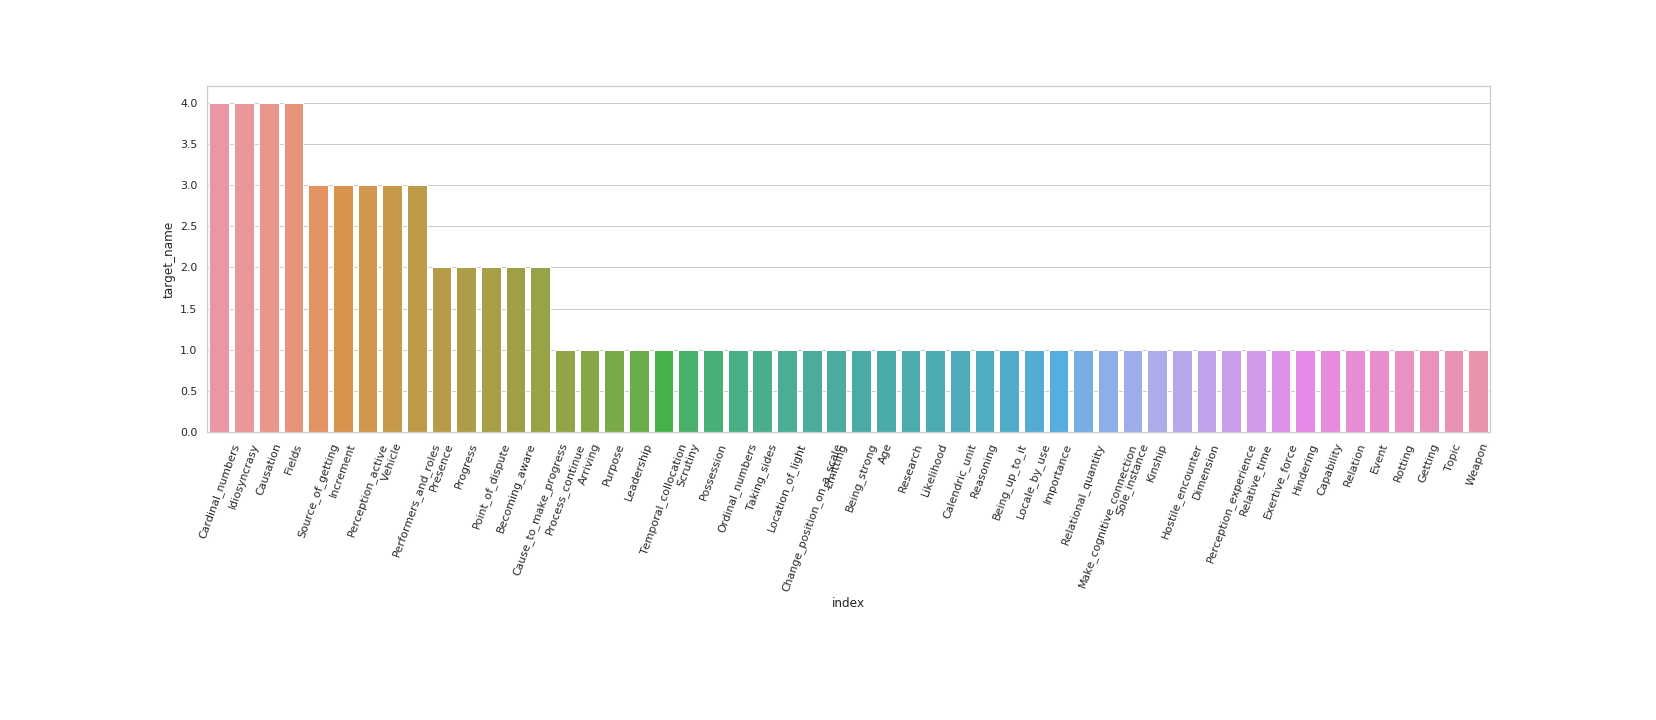 4.0
3.5
3.0
2.5
2.0
1.5
1.0
0.5
0.0
target_name
Cardinal_numbers
Idiosyncrasy
Causation
Fields
Source_of_getting
Increment
Perception_active
Vehicle
Performers_and_roles
Presence
Progress
Point_of_dispute
Becoming_aware
Cause_to_make_progress
Process_continue
Arriving
Purpose
Leadership
Temporal_collocation
Scrutiny
Possession
Ordinal_numbers
Taking_sides
Location_of_light
Change_position_on_a_scale
Emitting
Being_strong
Age
Research
Likelihood
Calendric_unit
Reasoning
Being_up_to_it
Locale_by_use
Importance
Relational_quantity
Make_cognitive_connection
Sole_instance
Kinship
Hostile_encounter
Dimension
Perception_experience
Relative_time
Exertive_force
Hindering
Capability
Relation
Event
Rotting
Getting
Topic
Weapon
index